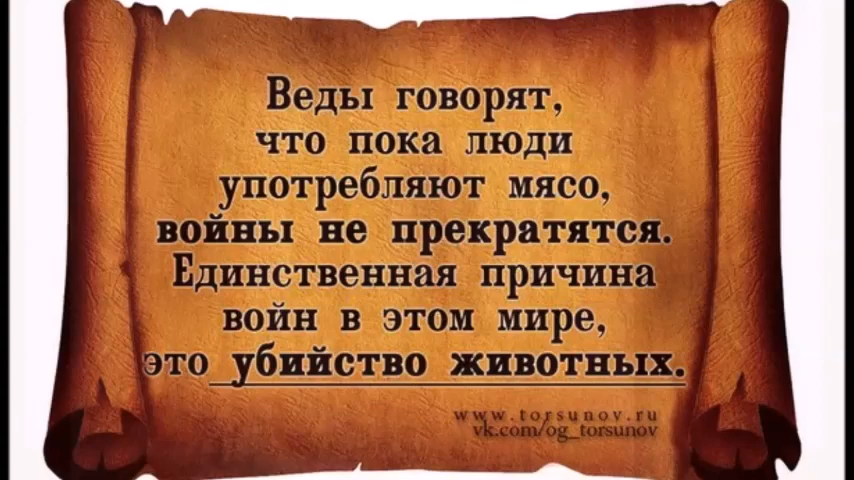 Веды говорят,
что пока люди
употребляют мясо,
войны не прекратятся.
Единственная причина
войн в этом мире,
это убийство животных.
www.torsunov.ru
vk.com/og_torsunov